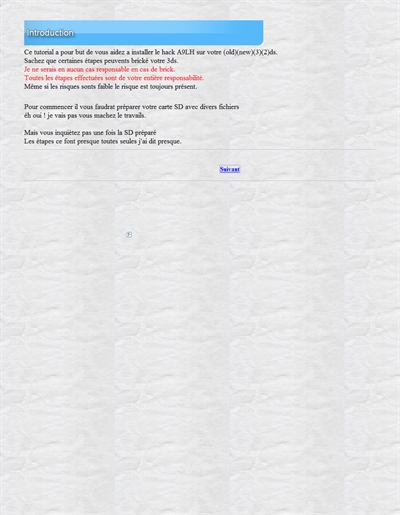 Introduction
Ce tutorial a pour but de vous aidez a installer le hack A9LH sur votre (old)(new)(3)(2)ds.
Sachez que certaines étapes peuvents brické votre 3ds.
Je ne serais en aucun cas responsable en cas de brick.
Toutes les étapes effectuées sont de votre entière responsabilité.
Même si les risques sonts faible le risque est toujours présent.
Pour commencer il vous faudrat préparer votre carte SD avec divers fichiers
éh oui ! je vais pas vous machez le travails.
Mais vous inquiètez pas une fois la SD préparé
Les étapes ce font presque toutes seules j'ai dit presque.
Suivant